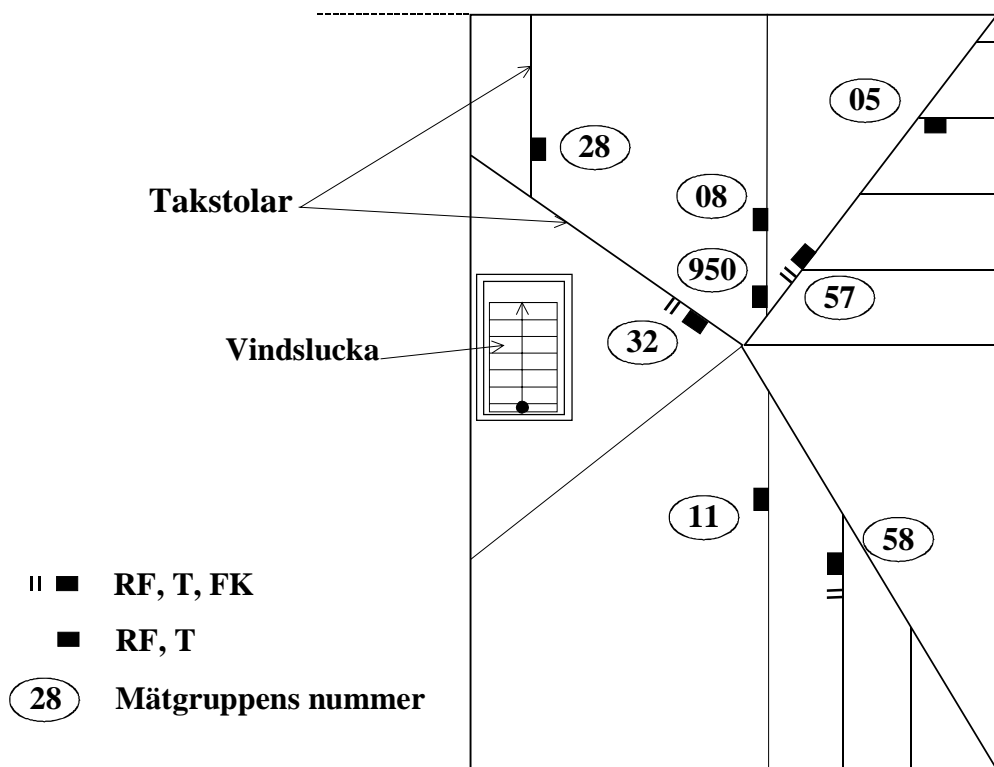 05
28
08
Takstolar
950
57
32
Vindslucka
11
58
RF, T, FK
RF, T
28 Mätgruppens nummer